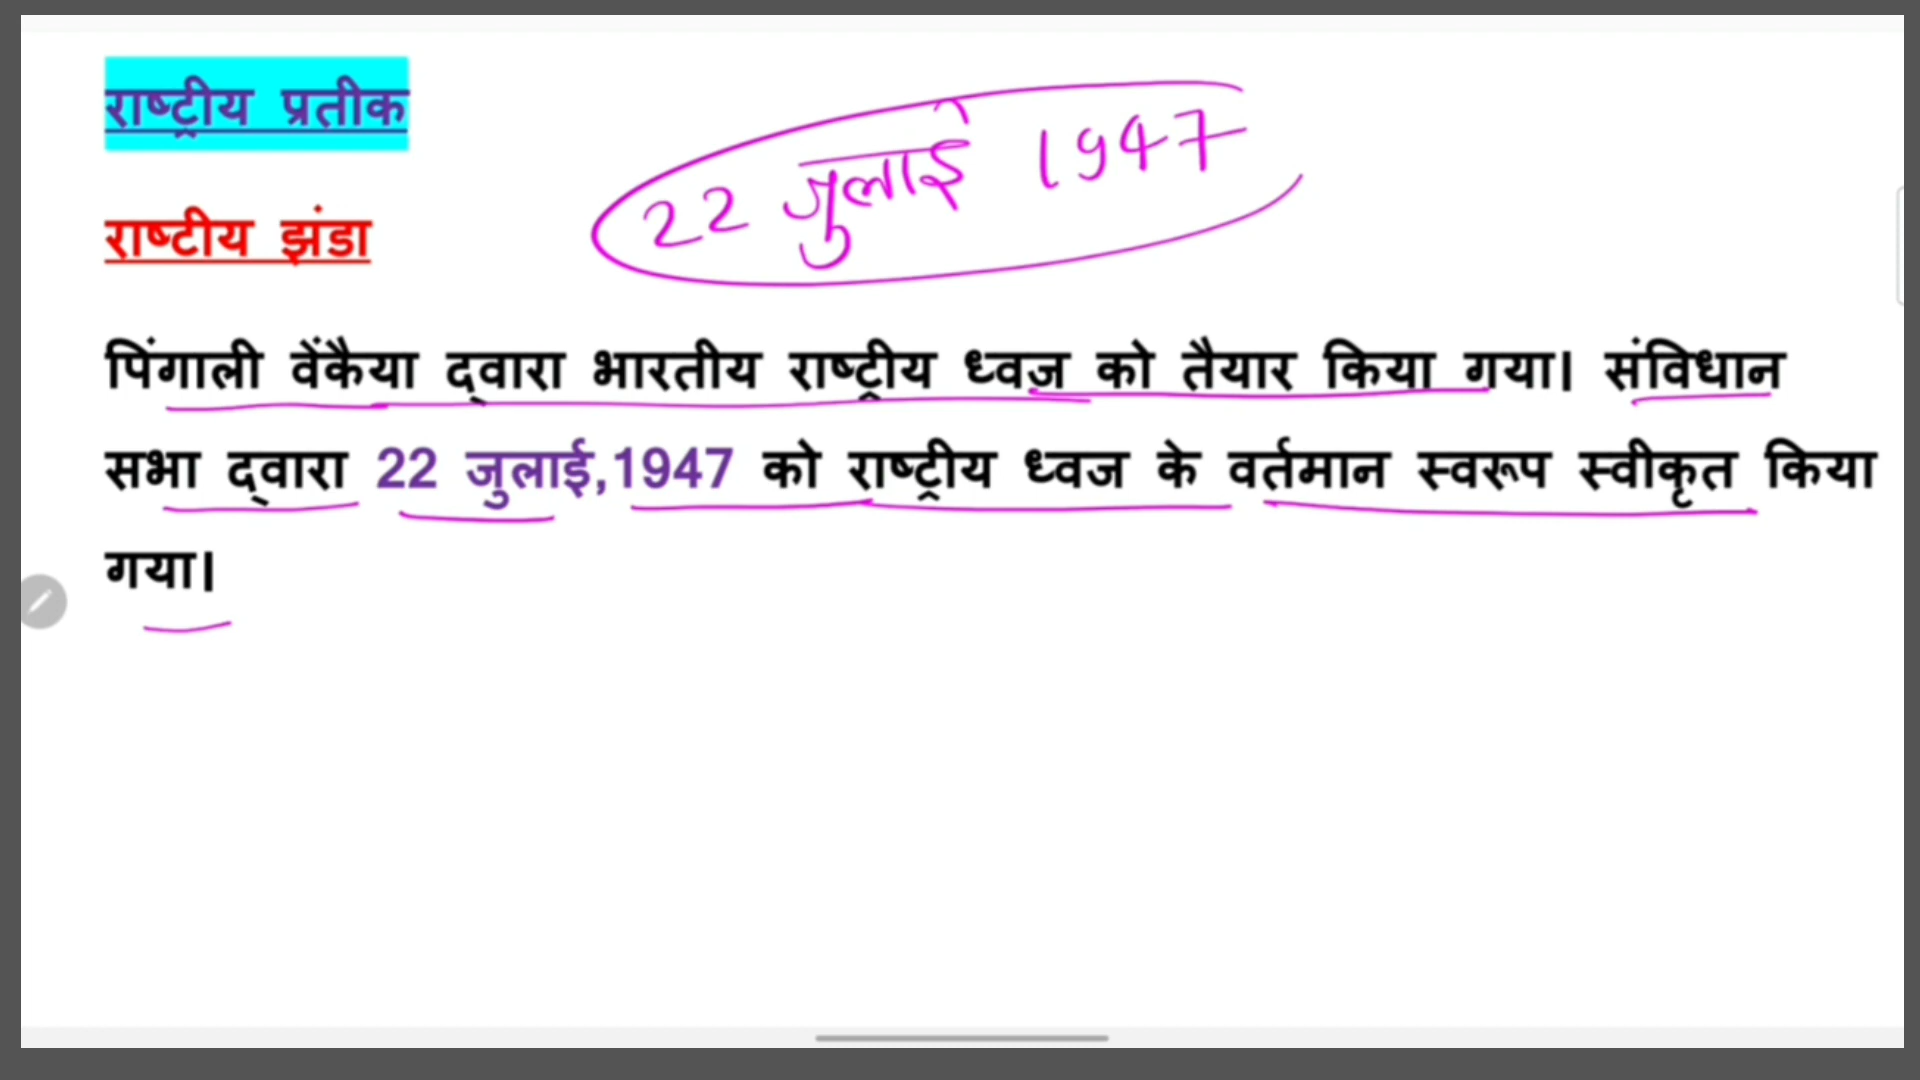 राष्ट्रीय प्रतीक
22 जुलाई 1947
राष्टीय झंडा
पिंगाली वेंकैया द्वारा भारतीय राष्ट्रीय ध्वज को तैयार किया गया। संविधान
सभा द्वारा 22 जुलाई,1947 को राष्ट्रीय ध्वज के वर्तमान स्वरूप स्वीकृत किया
गया।